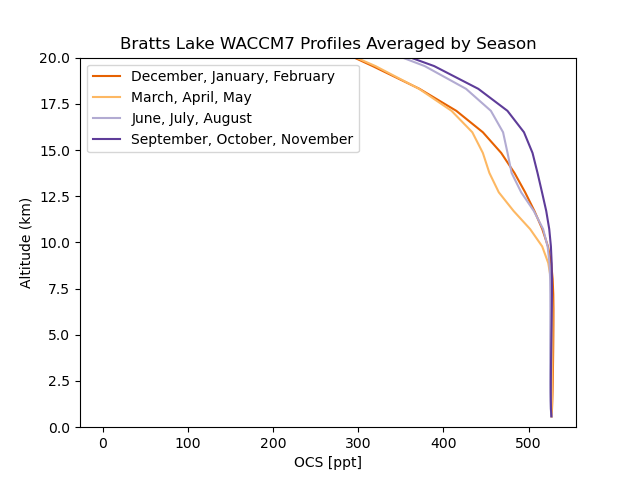 Bratts Lake WACCM7 Profiles Averaged by Season
December, January, February
March, April, May
June, July, August
September, October, November
Altitude (km)
20.0
17.5
15.0
12.5
10.0
7.5
5.0
2.5
0.0
0 100 200 300 400 500
OCS [ppt]